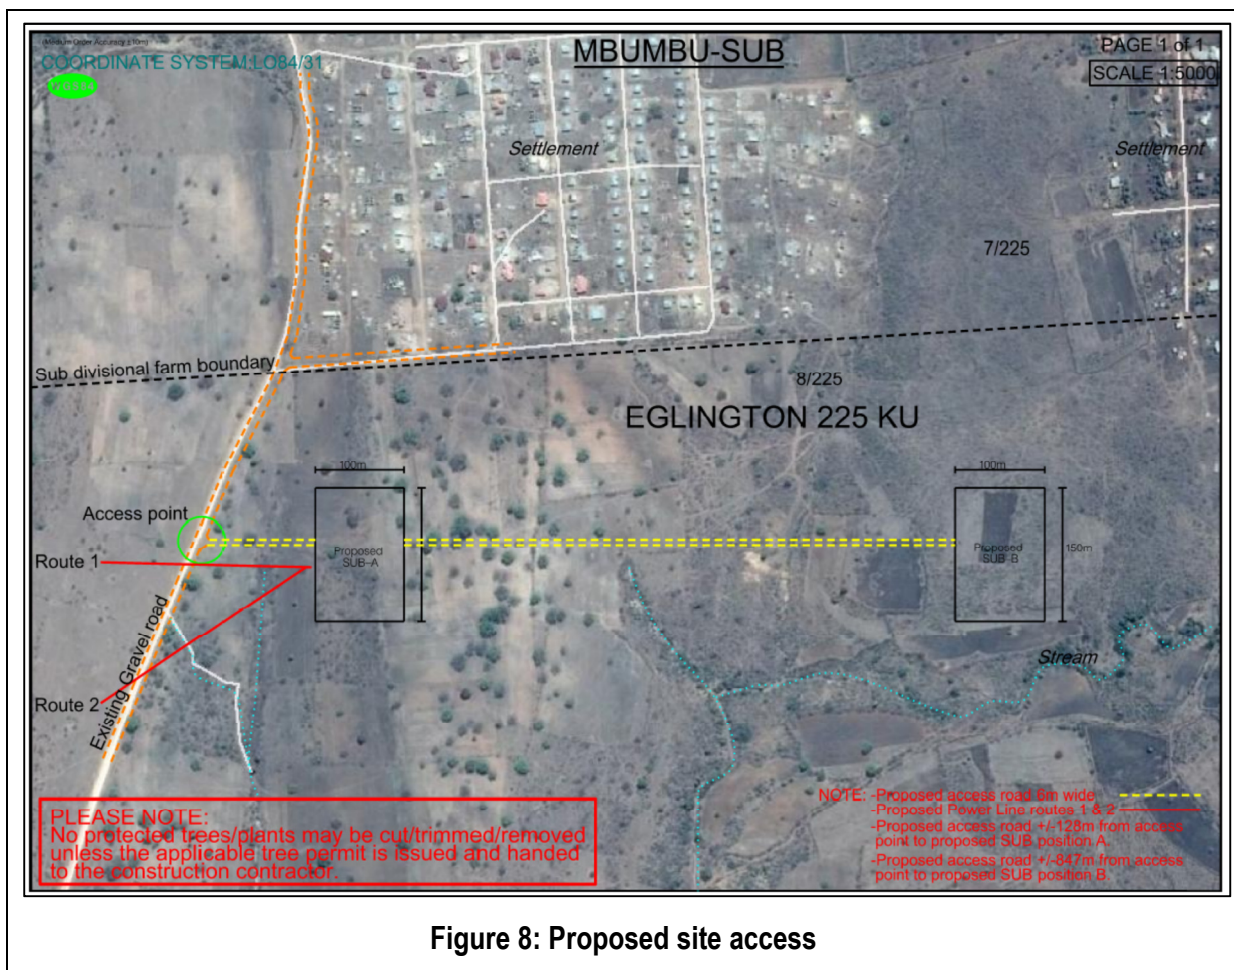 (Medium Order Accuracy ±10m)
COORDINATE SYSTEM:LO84/31
MBUMBU-SUB
PAGE 1 of 1
SCALE 1:5000
Settlement
Settlement
7/225
Sub divisional farm boundary
8/225
EGLINGTON 225 KU
100m
100m
Access point
Route 1
Proposed
SUB-A
Proposed
SUB-B
150m
Existing Gravel road
Stream
Route 2
PLEASE NOTE:
No protected trees/plants may be cut/trimmed/removed
unless the applicable tree permit is issued and handed
to the construction contractor.
NOTE: -Proposed access road 6m wide
-Proposed Power Line routes 1 & 2
-Proposed access road +/-128m from access
point to proposed SUB position A.
-Proposed access road +/-847m from access
point to proposed SUB position B.
Figure 8: Proposed site access